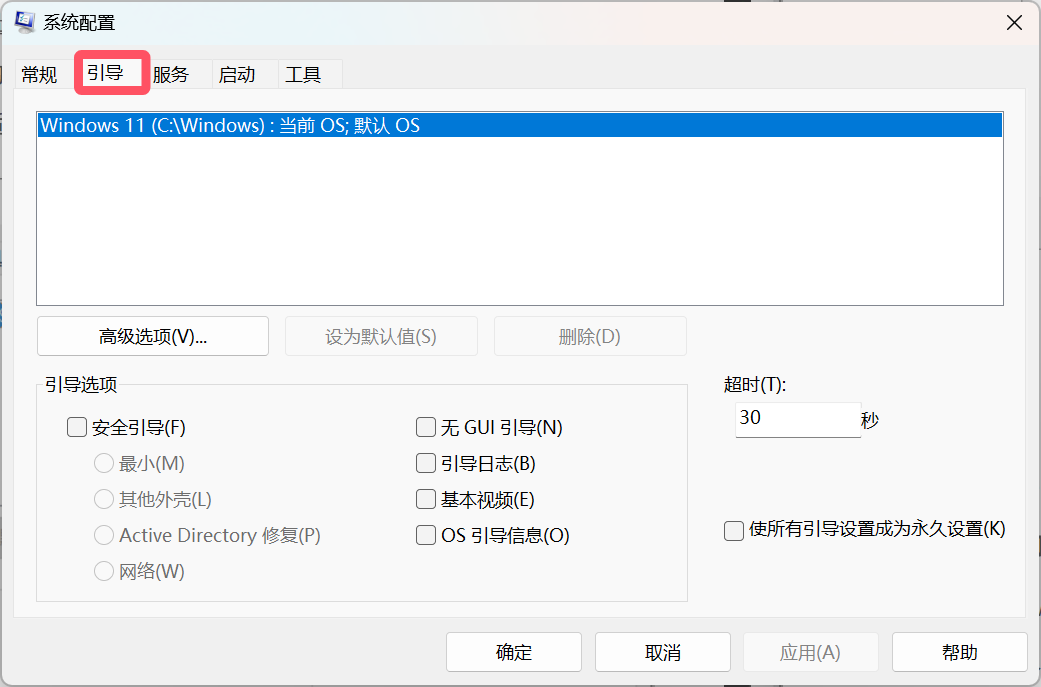 系统配置
常规 引导 服务 启动 工具
Windows 11 (C:\Windows) : 当前 OS; 默认 OS
高级选项(V)... 设为默认值(S) 删除(D)
引导选项
超时(T):
30 秒
安全引导(F) 无 GUI 引导(N)
最小(M) 引导日志(B)
其他外壳(L) 基本视频(E)
Active Directory 修复(P) OS 引导信息(O)
使所有引导设置成为永久设置(K)
网络(W)
确定 取消 应用(A) 帮助